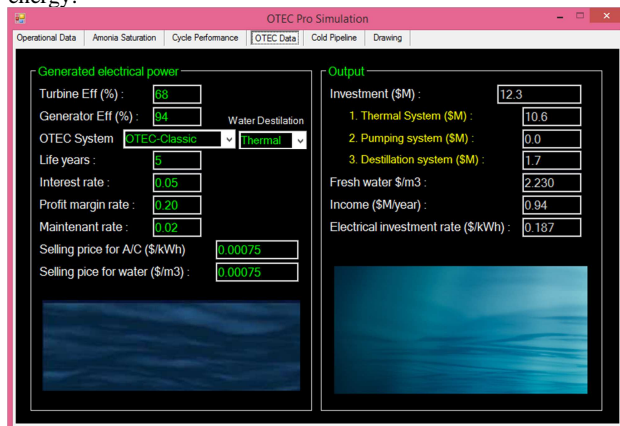 energy.
OTEC Pro Simulation
Operational Data Amonia Saturation Cycle Performance OTEC Data Cold Pipeline Drawing
Generated electrical power
Turbine Eff (%) : 68
Generator Eff (%) : 94
Water Destilation
OTEC System OTEC-Classic Thermal
Life years : 5
Interest rate : 0.05
Profit margin rate : 0.20
Maintenant rate : 0.02
Selling price for A/C ($/kWh) 0.00075
Selling pice for water ($/m3) : 0.00075
Output
Investment ($M) : 12.3
1. Thermal System ($M) : 10.6
2. Pumping system ($M) : 0.0
3. Destillation system ($M) : 1.7
Fresh water $/m3 : 2.230
Income ($M/year) : 0.94
Electrical investment rate ($/kWh) : 0.187